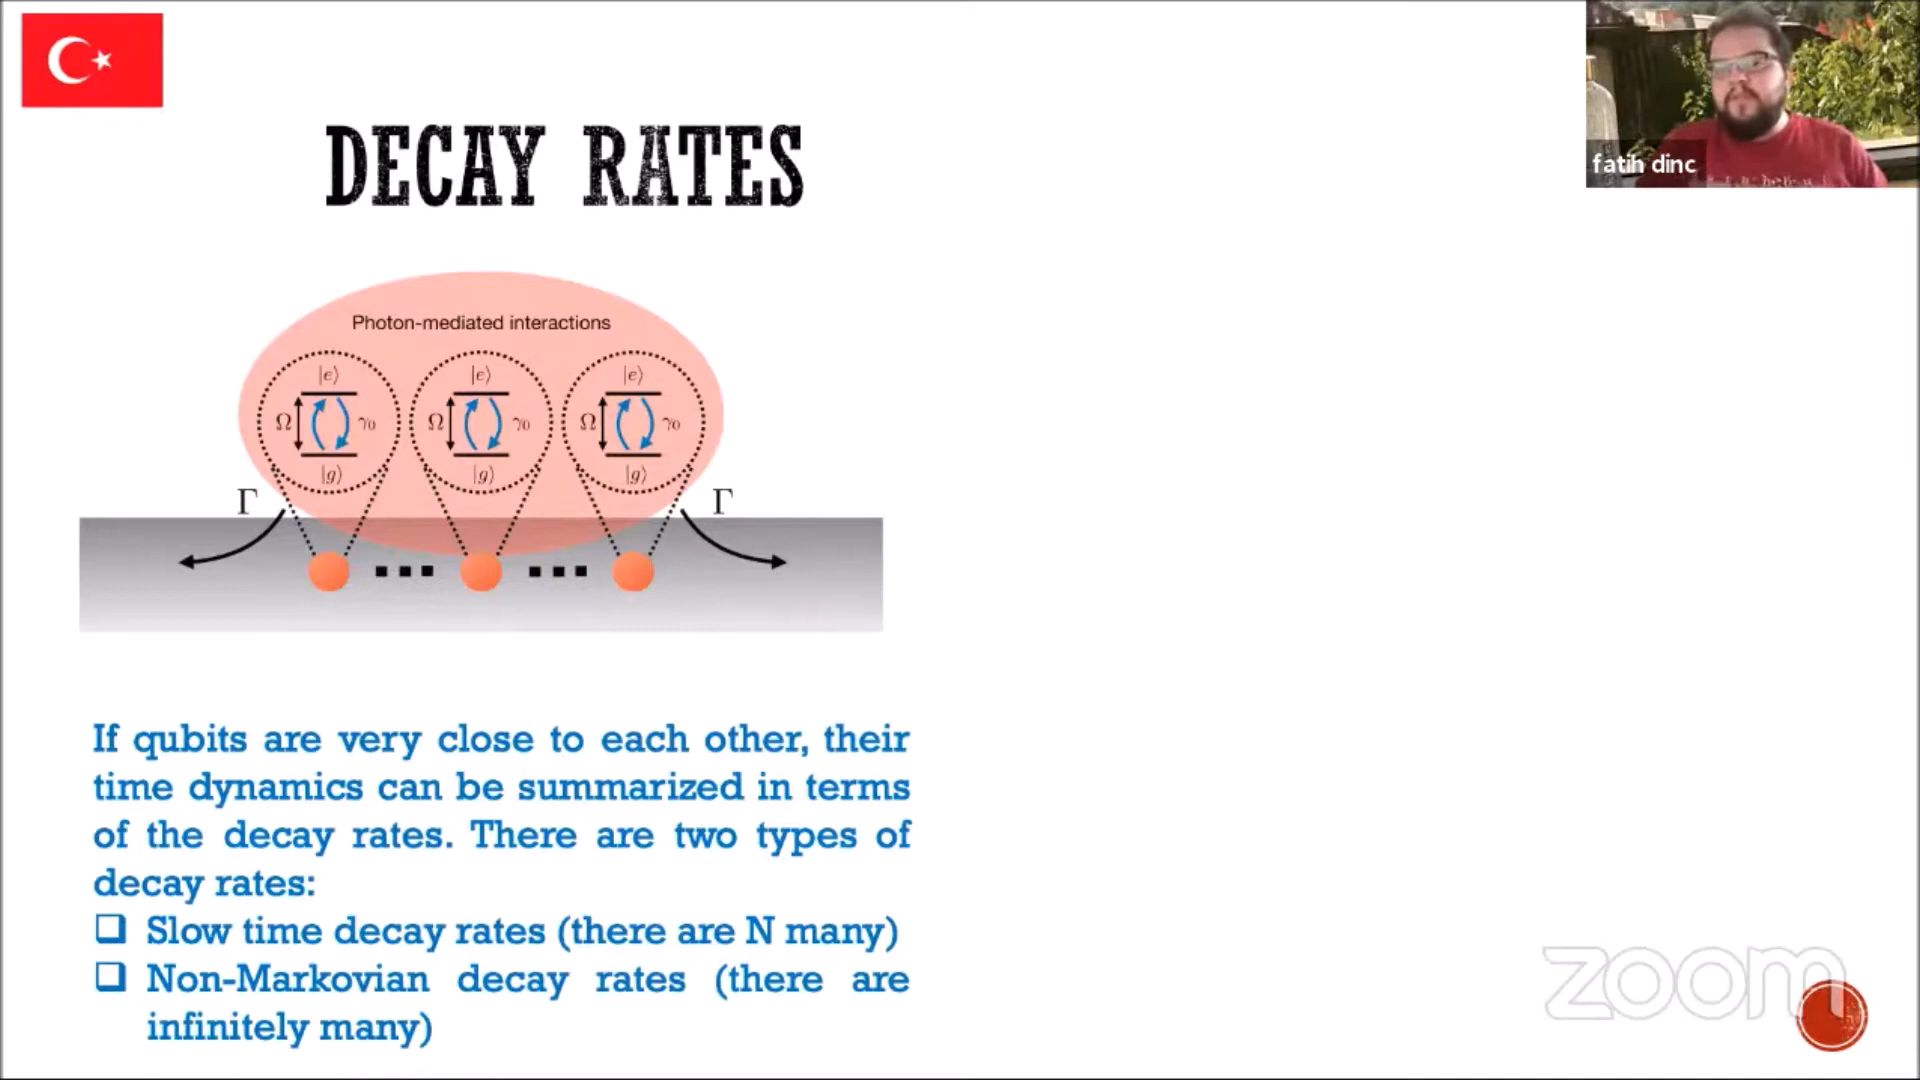 fatih dinc
DECAY RATES
Photon-mediated interactions
|e⟩ |e⟩ |e⟩
Ω γ₀ Ω γ₀ Ω γ₀
|g⟩ |g⟩ |g⟩
Γ Γ
If qubits are very close to each other, their
time dynamics can be summarized in terms
of the decay rates. There are two types of
decay rates:
❑ Slow time decay rates (there are N many)
❑ Non-Markovian decay rates (there are
infinitely many)
zoom